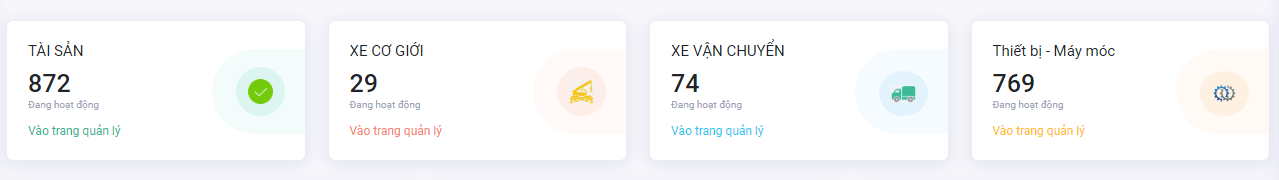 TÀI SẢN
872
Đang hoạt động
Vào trang quản lý
XE CƠ GIỚI
29
Đang hoạt động
Vào trang quản lý
XE VẬN CHUYỂN
74
Đang hoạt động
Vào trang quản lý
Thiết bị - Máy móc
769
Đang hoạt động
Vào trang quản lý